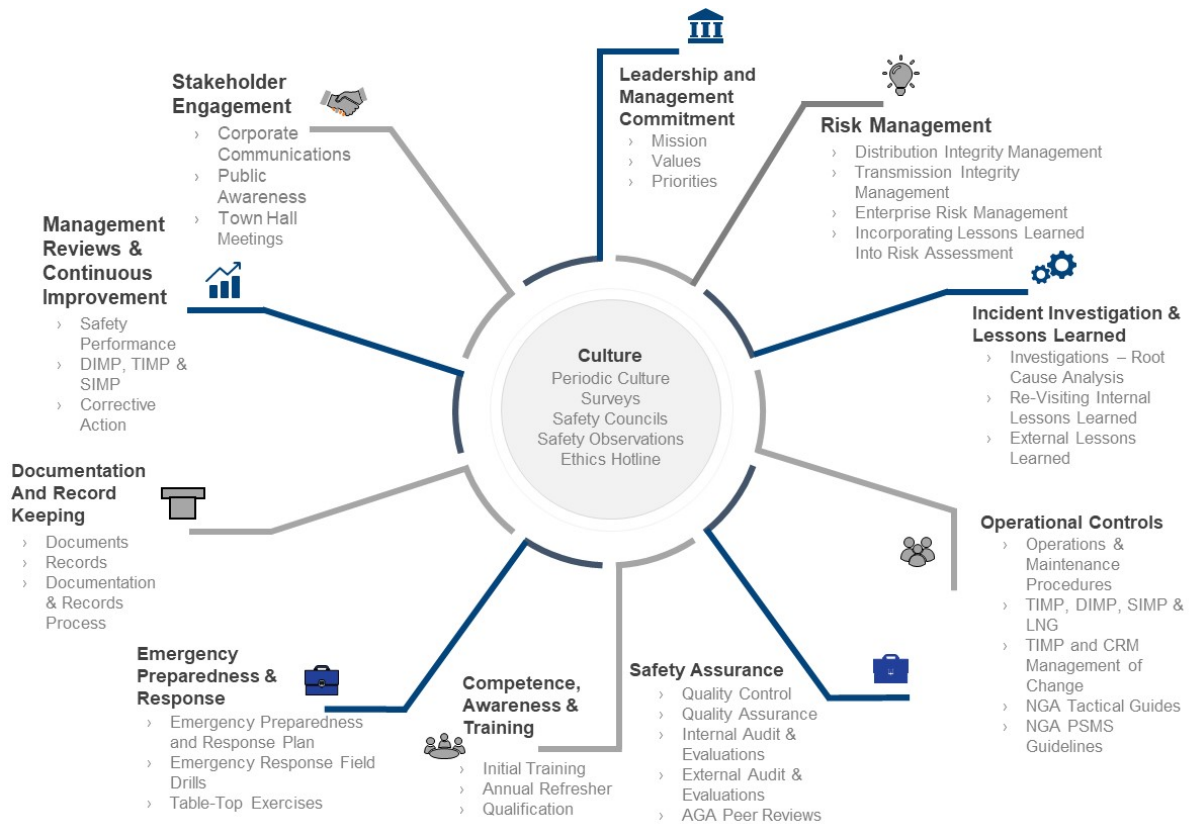 Leadership and
Management
Commitment
› Mission
› Values
› Priorities
Risk Management
› Distribution Integrity Management
› Transmission Integrity
Management
› Enterprise Risk Management
› Incorporating Lessons Learned
Into Risk Assessment
Incident Investigation &
Lessons Learned
› Investigations – Root
Cause Analysis
› Re-Visiting Internal
Lessons Learned
› External Lessons
Learned
Operational Controls
› Operations &
Maintenance
Procedures
› TIMP, DIMP, SIMP &
LNG
› TIMP and CRM
Management of
Change
› NGA Tactical Guides
› NGA PSMS
Guidelines
Safety Assurance
› Quality Control
› Quality Assurance
› Internal Audit &
Evaluations
› External Audit &
Evaluations
› AGA Peer Reviews
Competence,
Awareness &
Training
› Initial Training
› Annual Refresher
› Qualification
Emergency
Preparedness &
Response
› Emergency Preparedness
and Response Plan
› Emergency Response Field
Drills
› Table-Top Exercises
Documentation
And Record
Keeping
› Documents
› Records
› Documentation
& Records
Process
Management
Reviews &
Continuous
Improvement
› Safety
Performance
› DIMP, TIMP &
SIMP
› Corrective
Action
Stakeholder
Engagement
› Corporate
Communications
› Public
Awareness
› Town Hall
Meetings
Culture
Periodic Culture
Surveys
Safety Councils
Safety Observations
Ethics Hotline